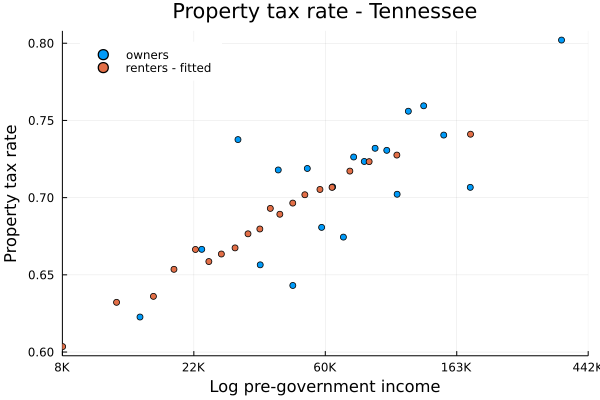 Property tax rate - Tennessee
owners
renters - fitted
Property tax rate
0.80
0.75
0.70
0.65
0.60
8K 22K 60K 163K 442K
Log pre-government income